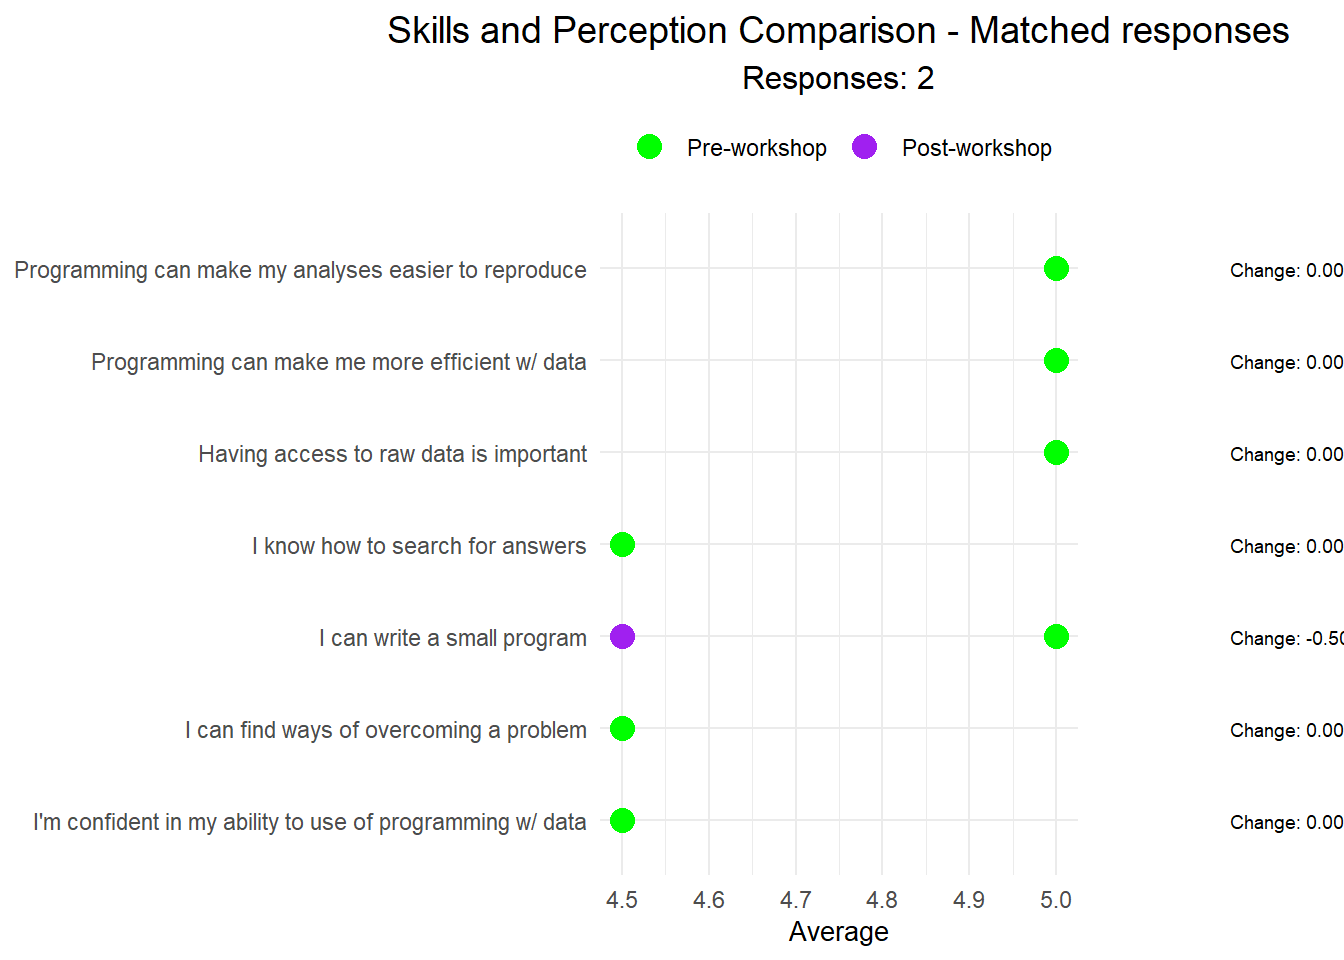 Skills and Perception Comparison - Matched responses
Responses: 2
Pre-workshop Post-workshop
Programming can make my analyses easier to reproduce Change: 0.00
Programming can make me more efficient w/ data Change: 0.00
Having access to raw data is important Change: 0.00
I know how to search for answers Change: 0.00
I can write a small program Change: -0.50
I can find ways of overcoming a problem Change: 0.00
I'm confident in my ability to use of programming w/ data Change: 0.00
4.5 4.6 4.7 4.8 4.9 5.0
Average